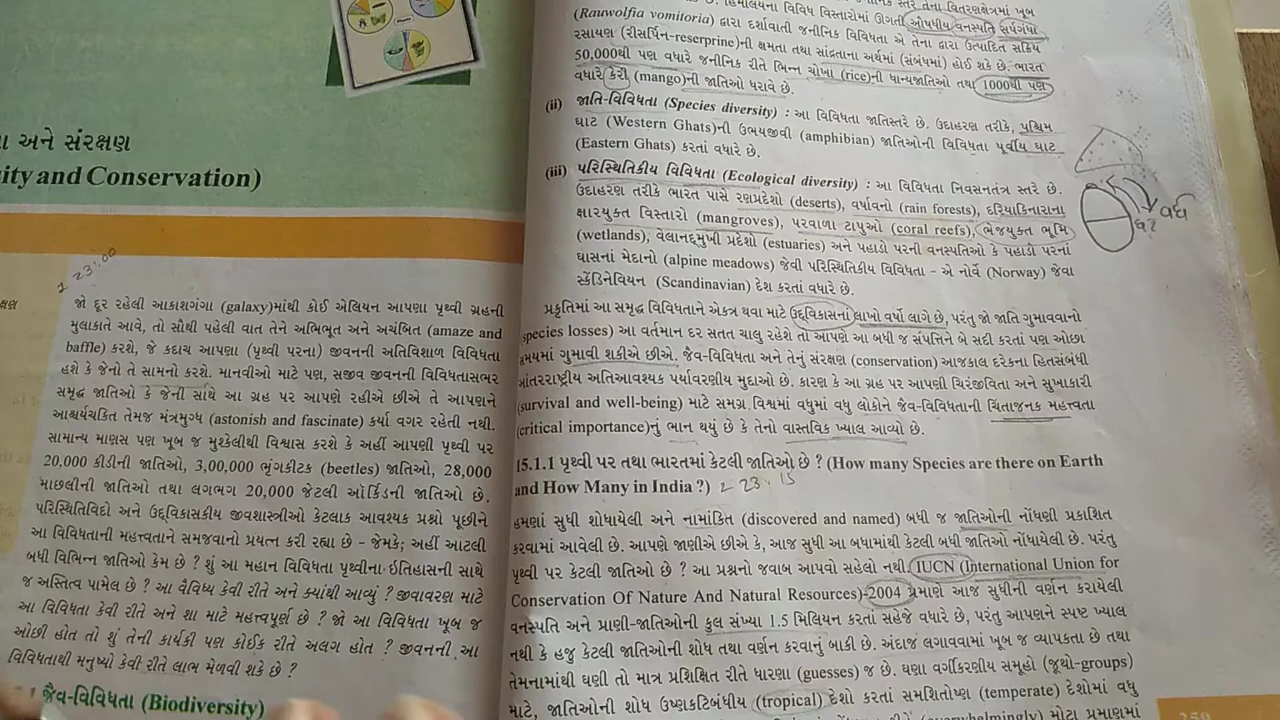 અને સંરક્ષણ
ity and Conservation)
23:00
જો દૂર રહેલી આકાશગંગા (galaxy)માંથી કોઈ એલિયન આપણા પૃથ્વી ગ્રહની
મુલાકાતે આવે, તો સૌથી પહેલી વાત તેને અભિભૂત અને અચંબિત (amaze and
baffle) કરશે, જે કદાચ આપણા (પૃથ્વી પરના) જીવનની અતિવિશાળ વિવિધતા
હશે કે જેનો તે સામનો કરશે. માનવીઓ માટે પણ, સજીવ જીવનની વિવિધતાસભર
સમૃદ્ધ જાતિઓ કે જેની સાથે આ ગ્રહ પર આપણે રહીએ છીએ તે આપણને
આશ્ચર્યચકિત તેમજ મંત્રમુગ્ધ (astonish and fascinate) કર્યા વગર રહેતી નથી.
સામાન્ય માણસ પણ ખૂબ જ મુશ્કેલીથી વિશ્વાસ કરશે કે અહીં આપણી પૃથ્વી પર
20,000 કીડીની જાતિઓ, 3,00,000 ભૃંગકીટક (beetles) જાતિઓ, 28,000
માછલીની જાતિઓ તથા લગભગ 20,000 જેટલી ઑર્કિડની જાતિઓ છે.
પરિસ્થિતિવિદો અને ઉદ્દવિકાસકીય જીવશાસ્ત્રીઓ કેટલાક આવશ્યક પ્રશ્નો પૂછીને
આ વિવિધતાની મહત્ત્વતાને સમજવાનો પ્રયત્ન કરી રહ્યા છે - જેમકે; અહીં આટલી
બધી વિભિન્ન જાતિઓ કેમ છે ? શું આ મહાન વિવિધતા પૃથ્વીના ઈતિહાસની સાથે
જ અસ્તિત્વ પામેલ છે ? આ વૈવિધ્ય કેવી રીતે અને ક્યાંથી આવ્યું ? જીવાવરણ માટે
આ વિવિધતા કેવી રીતે અને શા માટે મહત્ત્વપૂર્ણ છે ? જો આ વિવિધતા ખૂબ જ
ઓછી હોત તો શું તેની કાર્યકી પણ કોઈક રીતે અલગ હોત ? જીવનની આ
વિવિધતાથી મનુષ્યો કેવી રીતે લાભ મેળવી શકે છે ?
જૈવ-વિવિધતા (Biodiversity)
હિમાલયના વિવિધ વિસ્તારોમાં ઊગતી ઔષધીય વનસ્પતિ સર્પગંધા
(Rauwolfia vomitoria) દ્વારા દર્શાવાતી જનીનિક વિવિધતા એ તેના દ્વારા ઉત્પાદિત સક્રિય
રસાયણ (રીસર્પિન-reserprine)ની ક્ષમતા તથા સાંદ્રતાના અર્થમાં (સંબંધમાં) હોઈ શકે છે. ભારત
50,000થી પણ વધારે જનીનિક રીતે ભિન્ન ચોખા (rice)ની ધાન્યજાતિઓ તથા 1000થી પણ
વધારે કેરી (mango)ની જાતિઓ ધરાવે છે.
(ii) જાતિ-વિવિધતા (Species diversity) : આ વિવિધતા જાતિસ્તરે છે. ઉદાહરણ તરીકે, પશ્ચિમ
ઘાટ (Western Ghats)ની ઉભયજીવી (amphibian) જાતિઓની વિવિધતા પૂર્વીય ઘાટ
(Eastern Ghats) કરતાં વધારે છે.
(iii) પરિસ્થિતિકીય વિવિધતા (Ecological diversity) : આ વિવિધતા નિવસનતંત્ર સ્તરે છે.
ઉદાહરણ તરીકે ભારત પાસે રણપ્રદેશો (deserts), વર્ષાવનો (rain forests), દરિયાકિનારાના
ક્ષારયુક્ત વિસ્તારો (mangroves), પરવાળા ટાપુઓ (coral reefs), ભેજયુક્ત ભૂમિ
(wetlands), વેલાનદમુખી પ્રદેશો (estuaries) અને પહાડો પરની વનસ્પતિઓ કે પહાડો પરનાં
ઘાસનાં મેદાનો (alpine meadows) જેવી પરિસ્થિતિકીય વિવિધતા - એ નોર્વે (Norway) જેવા
સ્કેંડિનેવિયન (Scandinavian) દેશ કરતાં વધારે છે.
પ્રકૃતિમાં આ સમૃદ્ધ વિવિધતાને એકત્ર થવા માટે ઉદ્દવિકાસનાં લાખો વર્ષો લાગે છે, પરંતુ જો જાતિ ગુમાવવાનો
(species losses) આ વર્તમાન દર સતત ચાલુ રહેશે તો આપણે આ બધી જ સંપત્તિને બે સદી કરતાં પણ ઓછા
સમયમાં ગુમાવી શકીએ છીએ. જૈવ-વિવિધતા અને તેનું સંરક્ષણ (conservation) આજકાલ દરેકના હિતસંબંધી
આંતરરાષ્ટ્રીય અતિઆવશ્યક પર્યાવરણીય મુદાઓ છે. કારણ કે આ ગ્રહ પર આપણી ચિરંજીવિતા અને સુખાકારી
(survival and well-being) માટે સમગ્ર વિશ્વમાં વધુમાં વધુ લોકોને જૈવ-વિવિધતાની ચિંતાજનક મહત્ત્વતા
(critical importance)નું ભાન થયું છે કે તેનો વાસ્તવિક ખ્યાલ આવ્યો છે.
15.1.1 પૃથ્વી પર તથા ભારતમાં કેટલી જાતિઓ છે ? (How many Species are there on Earth
and How Many in India ?) 23:15
હમણાં સુધી શોધાયેલી અને નામાંકિત (discovered and named) બધી જ જાતિઓની નોંધણી પ્રકાશિત
કરવામાં આવેલી છે. આપણે જાણીએ છીએ કે, આજ સુધી આ બધામાંથી કેટલી બધી જાતિઓ નોંધાયેલી છે. પરંતુ
પૃથ્વી પર કેટલી જાતિઓ છે ? આ પ્રશ્નનો જવાબ આપવો સહેલો નથી. IUCN (International Union for
Conservation Of Nature And Natural Resources)-2004 પ્રમાણે આજ સુધીની વર્ણન કરાયેલી
વનસ્પતિ અને પ્રાણી-જાતિઓની કુલ સંખ્યા 1.5 મિલિયન કરતાં સહેજે વધારે છે, પરંતુ આપણને સ્પષ્ટ ખ્યાલ
નથી કે હજુ કેટલી જાતિઓની શોધ તથા વર્ણન કરવાનું બાકી છે. અંદાજ લગાવવામાં ખૂબ જ વ્યાપકતા છે તથા
તેમનામાંથી ઘણી તો માત્ર પ્રશિક્ષિત રીતે ધારણા (guesses) જ છે. ઘણા વર્ગીકરણીય સમૂહો (જૂથો-groups)
માટે, જાતિઓની શોધ ઉષ્ણકટિબંધીય (tropical) દેશો કરતાં સમશિતોષ્ણ (temperate) દેશોમાં વધુ
(overwhelmingly) મોટા પ્રમાણમાં